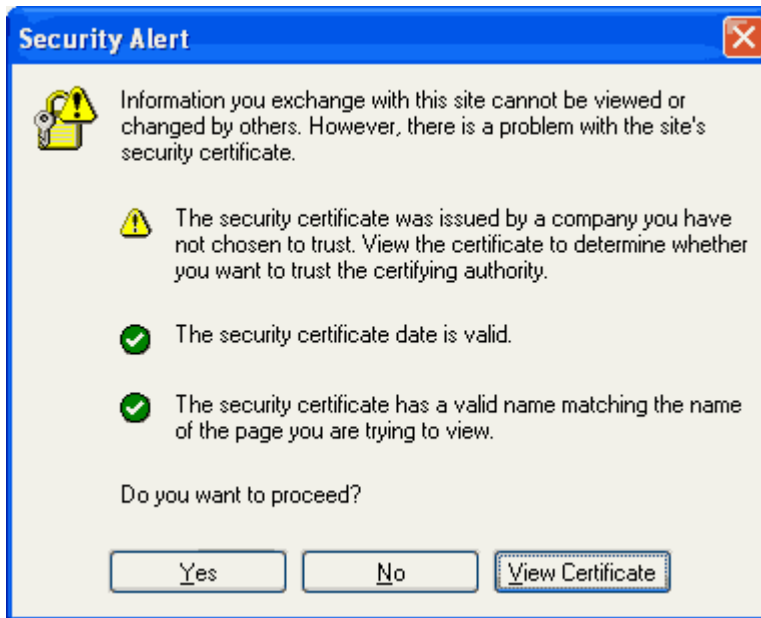 Security Alert
Information you exchange with this site cannot be viewed or
changed by others. However, there is a problem with the site's
security certificate.
The security certificate was issued by a company you have
not chosen to trust. View the certificate to determine whether
you want to trust the certifying authority.
The security certificate date is valid.
The security certificate has a valid name matching the name
of the page you are trying to view.
Do you want to proceed?
Yes No View Certificate